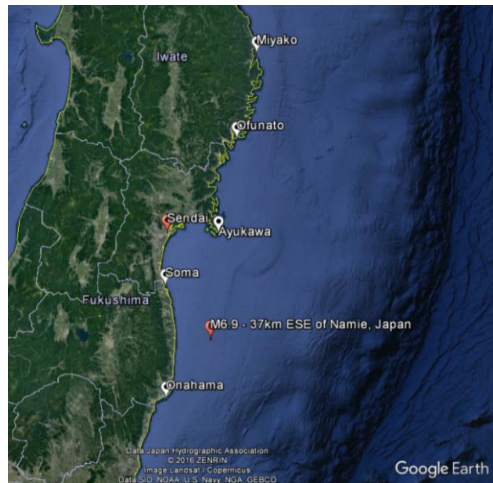 Miyako
Iwate
Ofunato
Sendai
Ayukawa
Soma
Fukushima
M6.9 - 37km ESE of Namie, Japan
Onahama
Data Japan Hydrographic Association
© 2016 ZENRIN
Image Landsat / Copernicus
Data SIO, NOAA, U.S. Navy, NGA, GEBCO
Google Earth